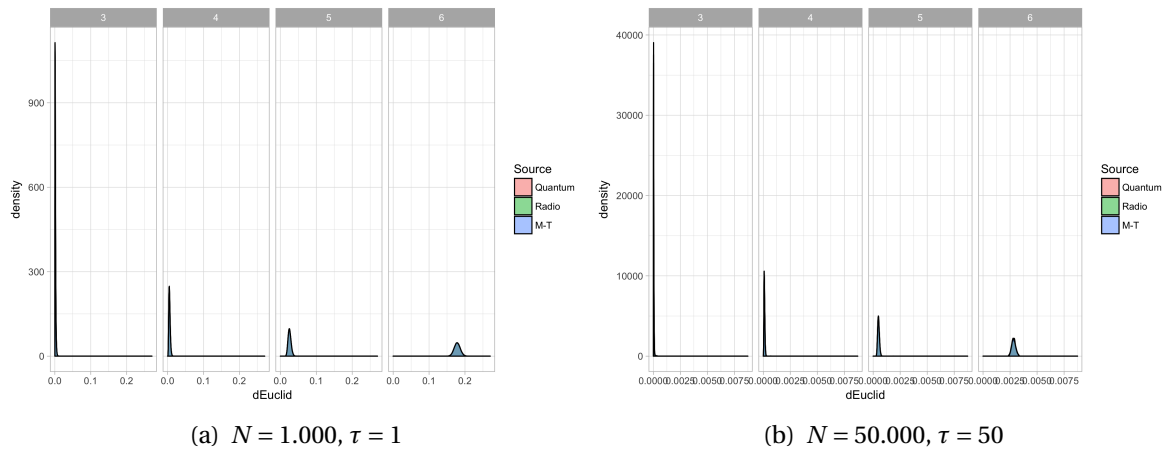 3 4 5 6
900
600
300
0
density
0.0 0.1 0.2 0.0 0.1 0.2 0.0 0.1 0.2 0.0 0.1 0.2
dEuclid
Source
Quantum
Radio
M-T
(a) N = 1.000, τ = 1
3 4 5 6
40000
30000
20000
10000
0
density
0.0000 0.0025 0.0050 0.0075 0.0000 0.0025 0.0050 0.0075 0.0000 0.0025 0.0050 0.0075 0.0000 0.0025 0.0050 0.0075
dEuclid
Source
Quantum
Radio
M-T
(b) N = 50.000, τ = 50